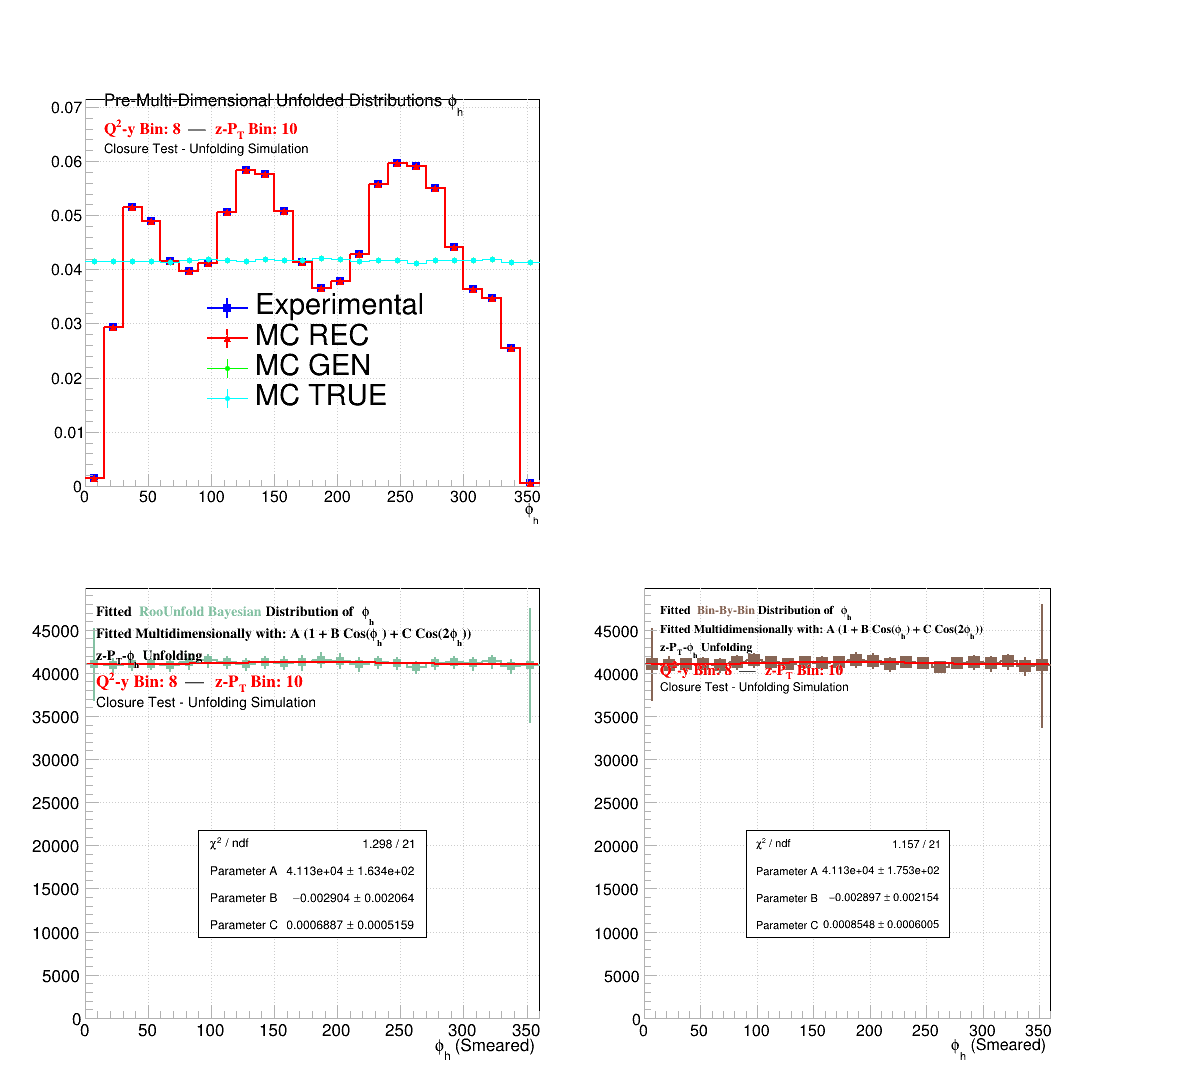 Pre-Multi-Dimensional Unfolded Distributions ϕh
Q2-y Bin: 8 — z-PT Bin: 10
Closure Test - Unfolding Simulation
0.07
0.06
0.05
0.04
0.03
0.02
0.01
0
Experimental
MC REC
MC GEN
MC TRUE
0 50 100 150 200 250 300 350
ϕh
Fitted RooUnfold Bayesian Distribution of ϕh
Fitted Multidimensionally with: A (1 + B Cos(ϕh) + C Cos(2ϕh))
z-PT-ϕh Unfolding
Q2-y Bin: 8 — z-PT Bin: 10
Closure Test - Unfolding Simulation
45000
40000
35000
30000
25000
20000
15000
10000
5000
0
χ2 / ndf 1.298 / 21
Parameter A 4.113e+04 ± 1.634e+02
Parameter B −0.002904 ± 0.002064
Parameter C 0.0006887 ± 0.0005159
0 50 100 150 200 250 300 350
ϕh (Smeared)
Fitted Bin-By-Bin Distribution of ϕh
Fitted Multidimensionally with: A (1 + B Cos(ϕh) + C Cos(2ϕh))
z-PT-ϕh Unfolding
Q2-y Bin: 8 — z-PT Bin: 10
Closure Test - Unfolding Simulation
45000
40000
35000
30000
25000
20000
15000
10000
5000
0
χ2 / ndf 1.157 / 21
Parameter A 4.113e+04 ± 1.753e+02
Parameter B −0.002897 ± 0.002154
Parameter C 0.0008548 ± 0.0006005
0 50 100 150 200 250 300 350
ϕh (Smeared)